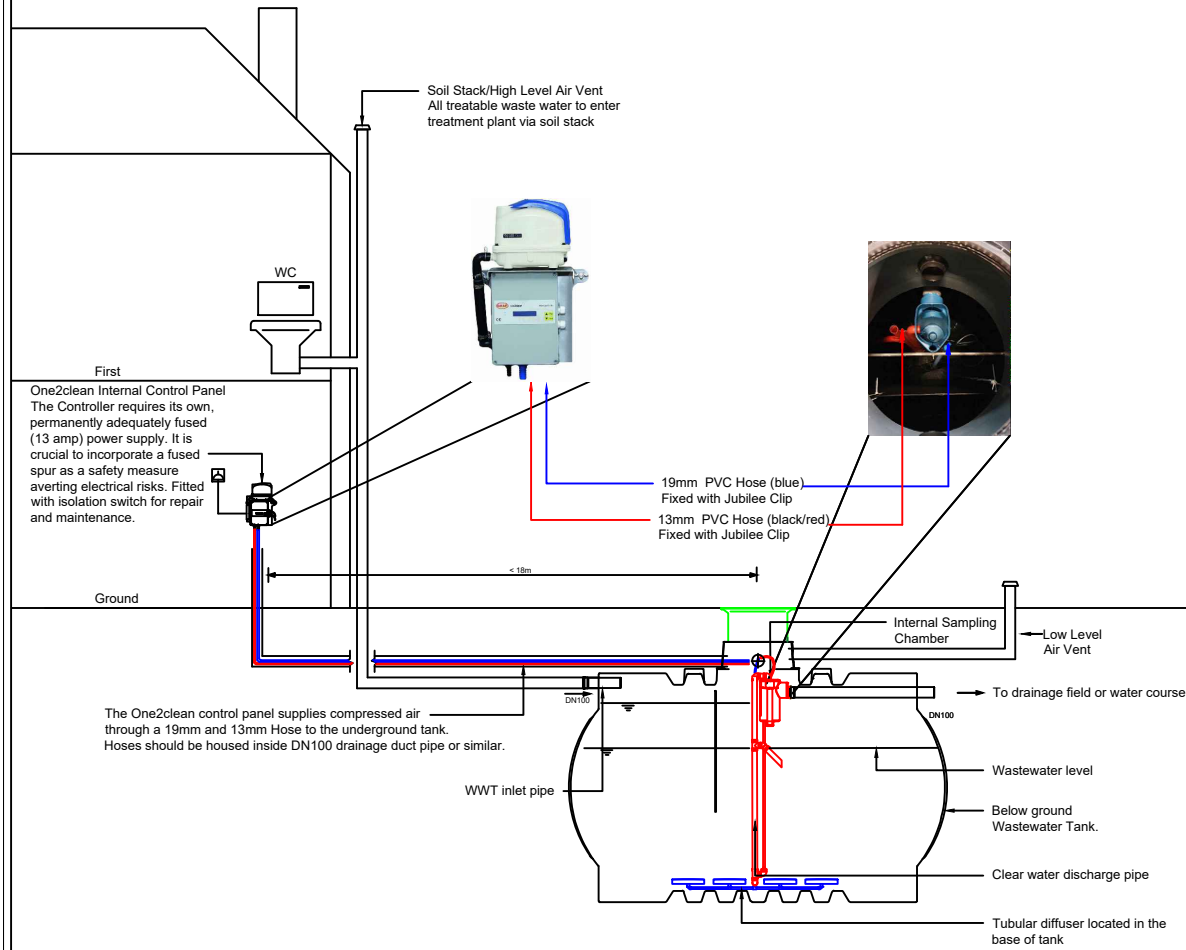 Soil Stack/High Level Air Vent
All treatable waste water to enter
treatment plant via soil stack
WC
First
One2clean Internal Control Panel
The Controller requires its own,
permanently adequately fused
(13 amp) power supply. It is
crucial to incorporate a fused
spur as a safety measure
averting electrical risks. Fitted
with isolation switch for repair
and maintenance.
19mm PVC Hose (blue)
Fixed with Jubilee Clip
13mm PVC Hose (black/red)
Fixed with Jubilee Clip
< 18m
Ground
Internal Sampling
Chamber
Low Level
Air Vent
DN100
To drainage field or water course
DN100
The One2clean control panel supplies compressed air
through a 19mm and 13mm Hose to the underground tank.
Hoses should be housed inside DN100 drainage duct pipe or similar.
WWT inlet pipe
Wastewater level
Below ground
Wastewater Tank.
Clear water discharge pipe
Tubular diffuser located in the
base of tank